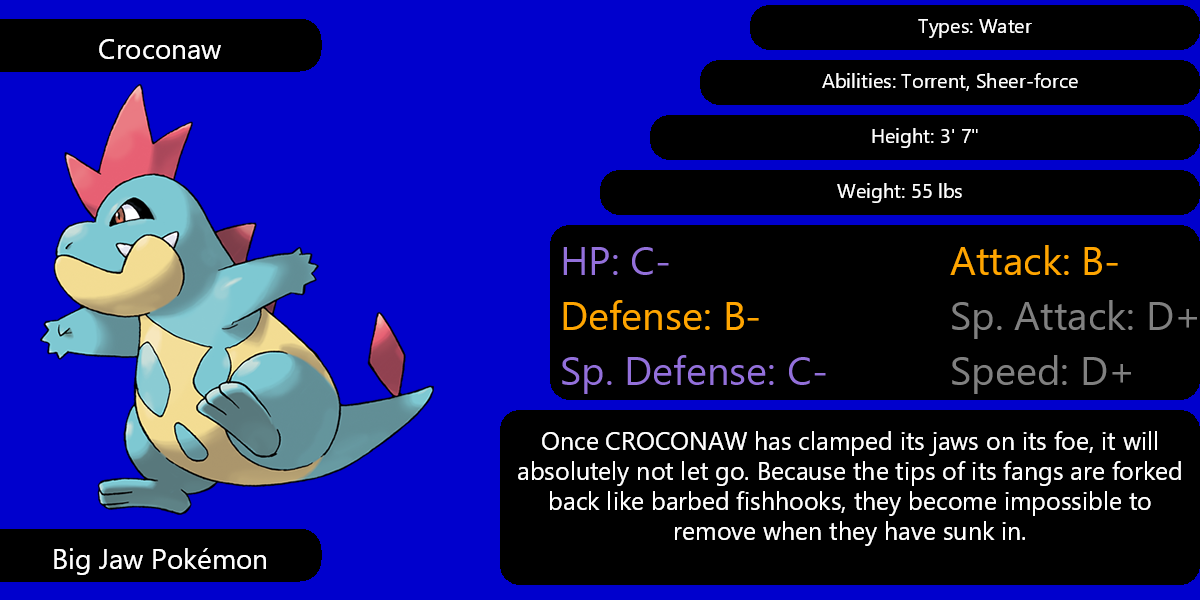 Croconaw
Types: Water
Abilities: Torrent, Sheer-force
Height: 3' 7"
Weight: 55 lbs
HP: C-
Attack: B-
Defense: B-
Sp. Attack: D+
Sp. Defense: C-
Speed: D+
Once CROCONAW has clamped its jaws on its foe, it will
absolutely not let go. Because the tips of its fangs are forked
back like barbed fishhooks, they become impossible to
remove when they have sunk in.
Big Jaw Pokémon